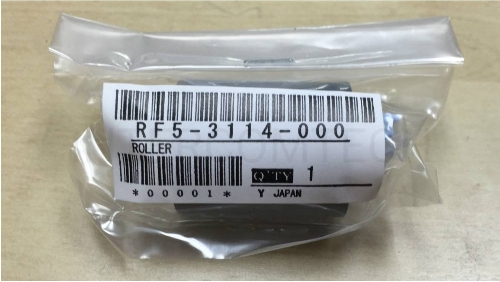 RF5-3114-000
ROLLER
Q'TY 1
*00001* Y JAPAN